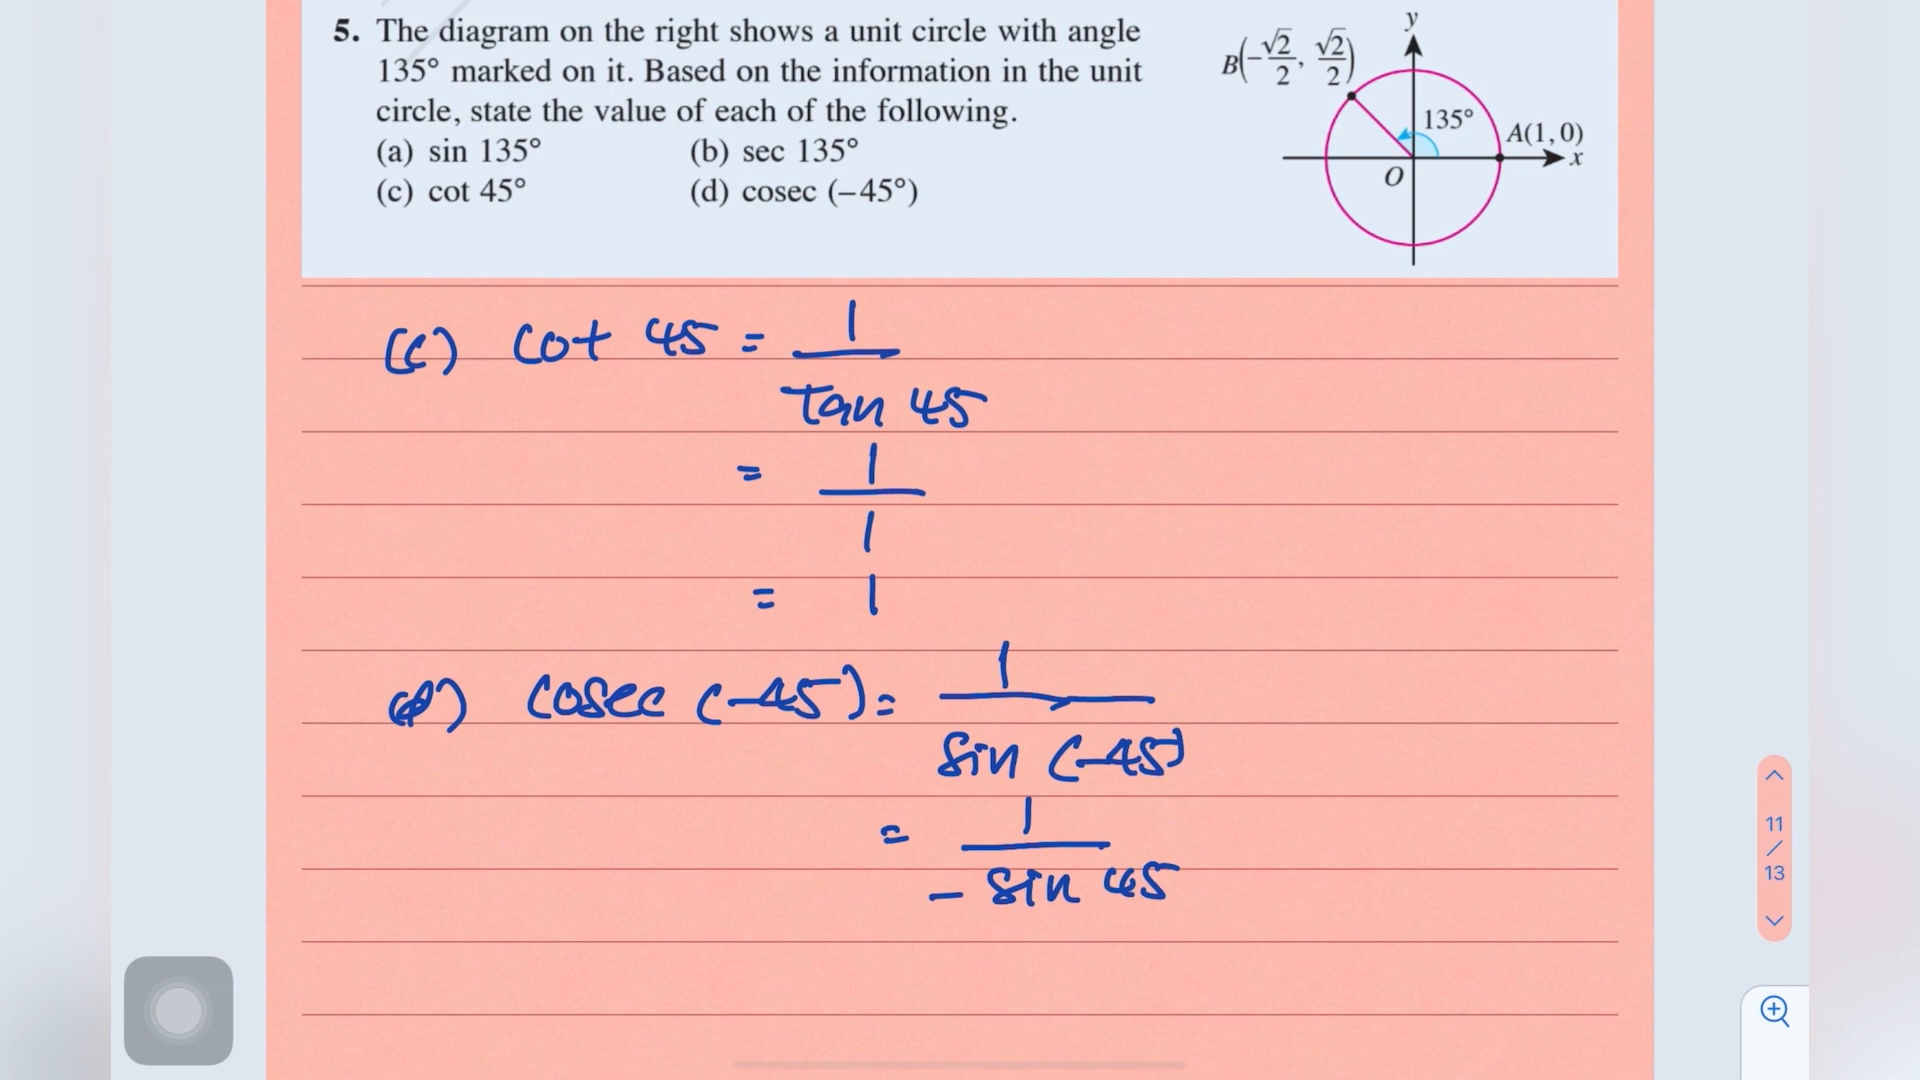 5. The diagram on the right shows a unit circle with angle
135° marked on it. Based on the information in the unit
circle, state the value of each of the following.
(a) sin 135° (b) sec 135°
(c) cot 45° (d) cosec (–45°)
B(-√2/2, √2/2)
y
135°
A(1, 0)
x
O
(c) cot 45 = 1/tan 45
= 1/1
= 1
(d) cosec (-45) = 1/sin (-45)
= 1/- sin 45
11
/
13